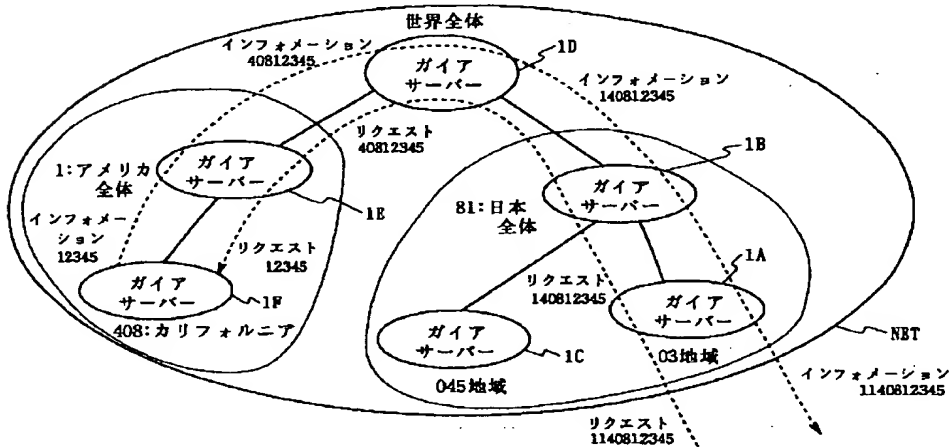 世界全体
インフォメーション
40812345
1D
ガイア
サーバー
インフォメーション
140812345
リクエスト
40812345
1B
ガイア
サーバー
1:アメリカ
全体
1E
ガイア
サーバー
81:日本
全体
インフォメー
ション
12345
リクエスト
12345
1A
ガイア
サーバー
1F
リクエスト
140812345
ガイア
サーバー
408:カリフォルニア
ガイア
サーバー
1C
NET
03地域
045地域
インフォメーション
1140812345
リクエスト
1140812345